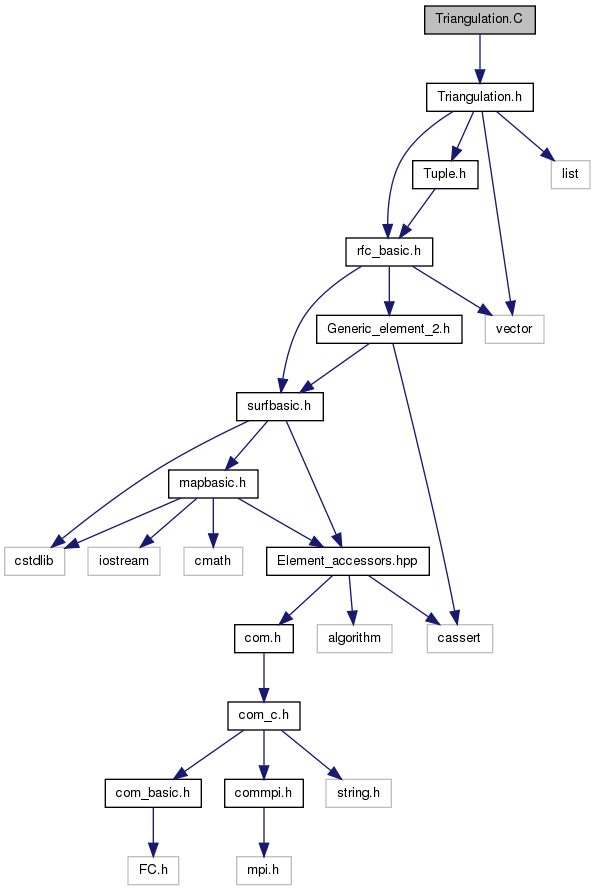 Triangulation.C
Triangulation.h
Tuple.h
list
rfc_basic.h
Generic_element_2.h
vector
surfbasic.h
mapbasic.h
cstdlib
iostream
cmath
Element_accessors.hpp
com.h
algorithm
cassert
com_c.h
com_basic.h
commpi.h
string.h
FC.h
mpi.h